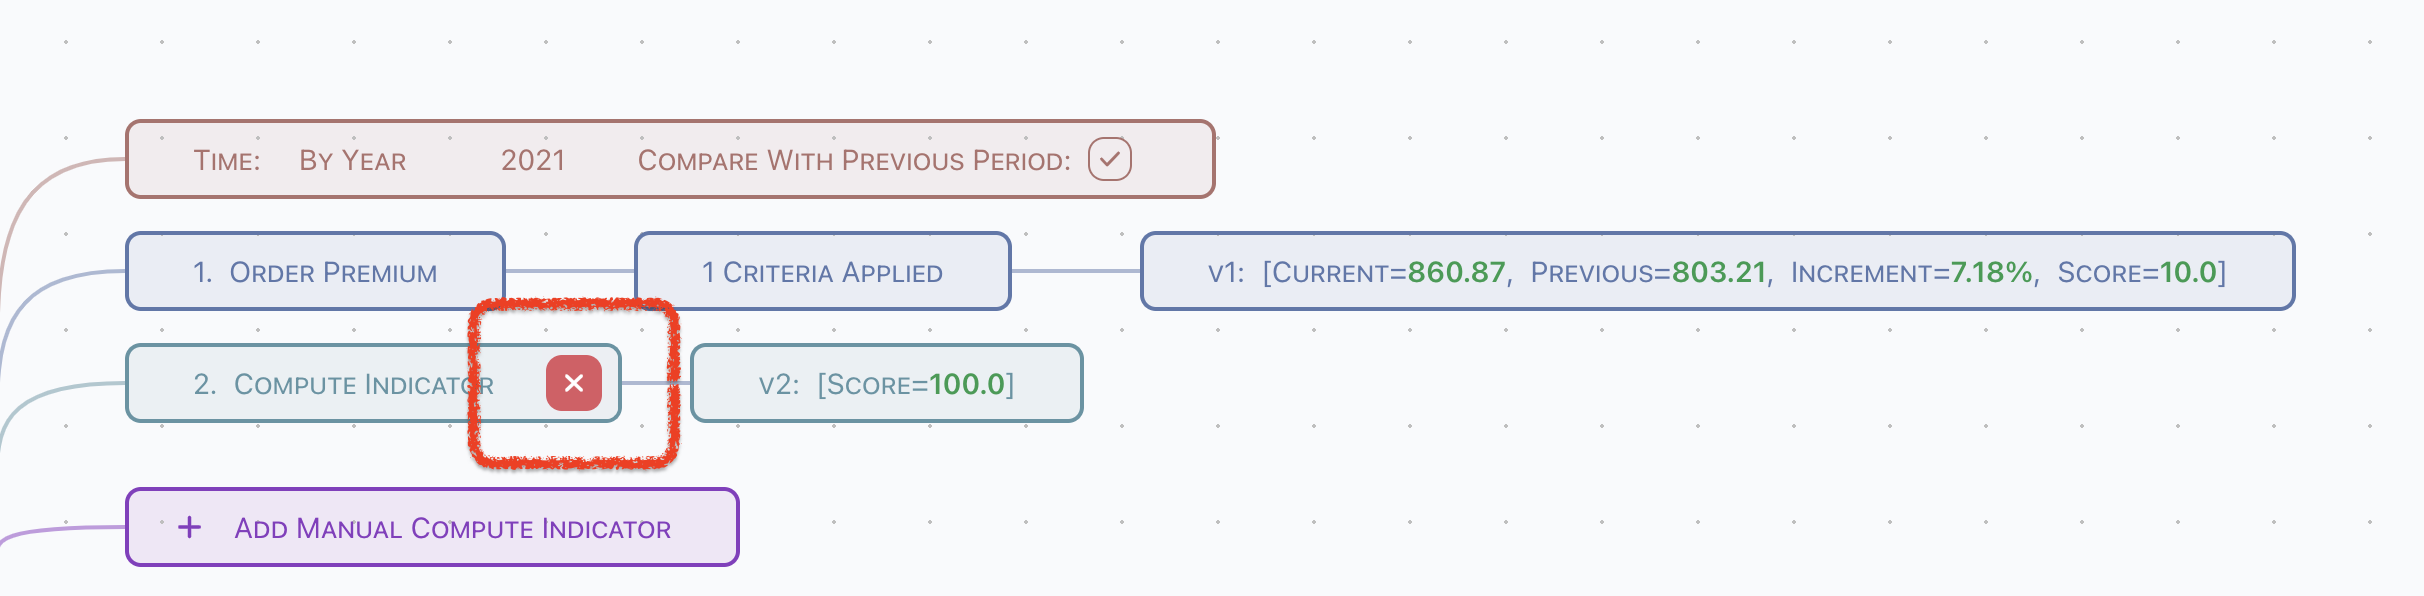 Time: By Year 2021 Compare With Previous Period:
1. Order Premium 1 Criteria Applied v1: [Current=860.87, Previous=803.21, Increment=7.18%, Score=10.0]
2. Compute Indicator v2: [Score=100.0]
+ Add Manual Compute Indicator